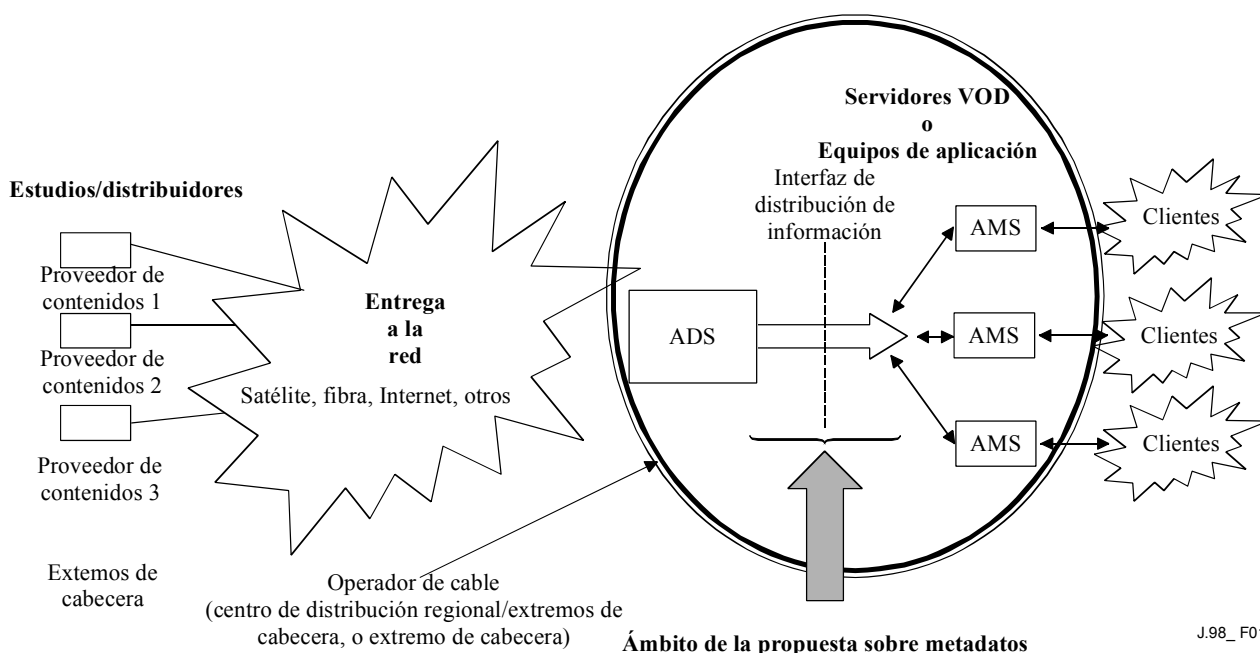 Estudios/distribuidores
Proveedor de
contenidos 1
Proveedor de
contenidos 2
Proveedor de
contenidos 3
Extemos de
cabecera
Entrega
a la
red
Satélite, fibra, Internet, otros
Operador de cable
(centro de distribución regional/extremos de
cabecera, o extremo de cabecera)
Servidores VOD
o
Equipos de aplicación
Interfaz de
distribución de
información
ADS
AMS
AMS
AMS
Clientes
Clientes
Clientes
Ámbito de la propuesta sobre metadatos
J.98_ F01